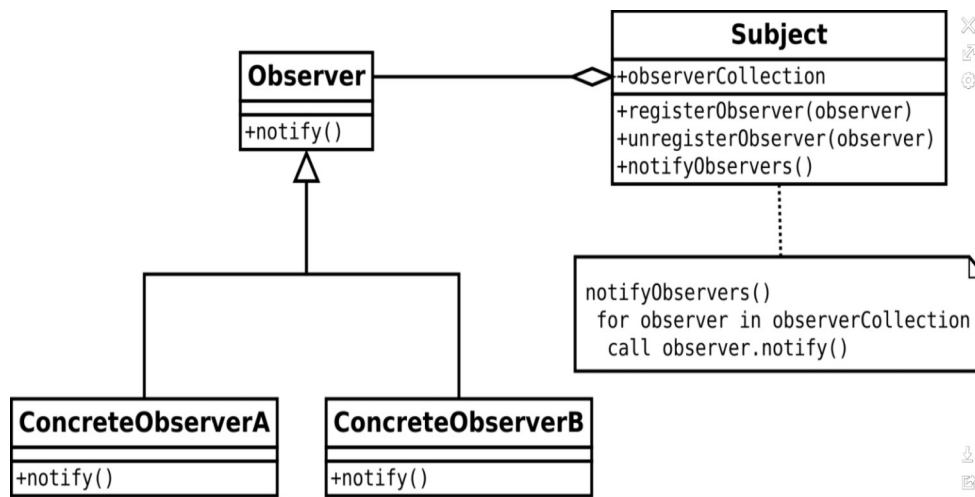 Subject
+observerCollection
+registerObserver(observer)
+unregisterObserver(observer)
+notifyObservers()
Observer
+notify()
notifyObservers()
for observer in observerCollection
call observer.notify()
ConcreteObserverA
+notify()
ConcreteObserverB
+notify()